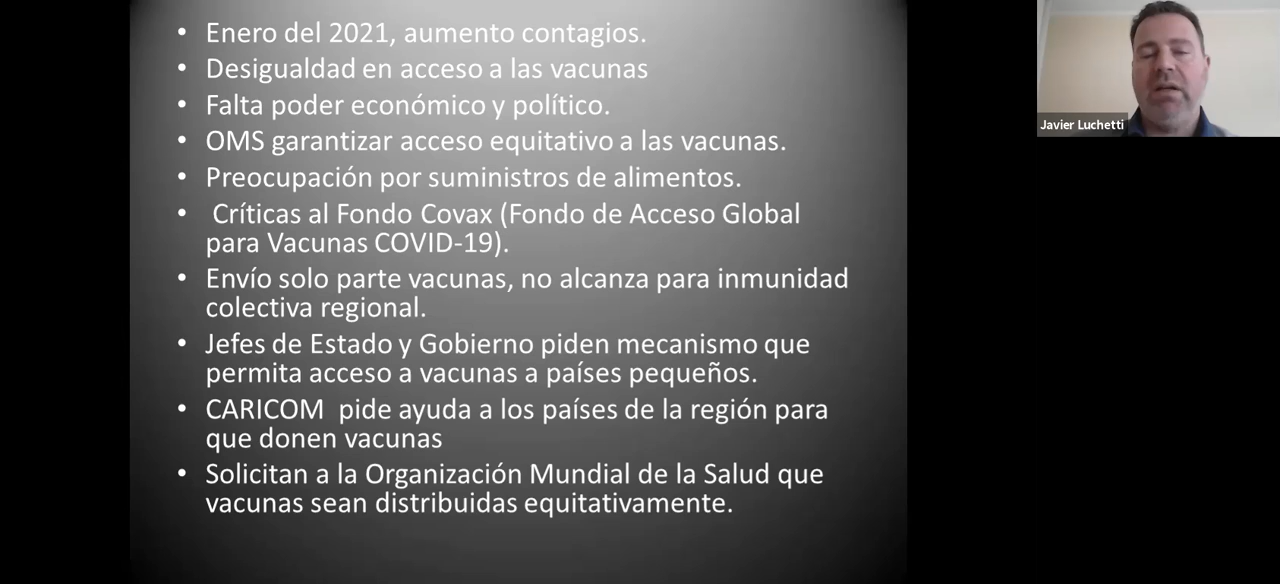 • Enero del 2021, aumento contagios.
• Desigualdad en acceso a las vacunas
• Falta poder económico y político.
• OMS garantizar acceso equitativo a las vacunas.
• Preocupación por suministros de alimentos.
• Críticas al Fondo Covax (Fondo de Acceso Global
para Vacunas COVID-19).
• Envío solo parte vacunas, no alcanza para inmunidad
colectiva regional.
• Jefes de Estado y Gobierno piden mecanismo que
permita acceso a vacunas a países pequeños.
• CARICOM pide ayuda a los países de la región para
que donen vacunas
• Solicitan a la Organización Mundial de la Salud que
vacunas sean distribuidas equitativamente.
Javier Luchetti